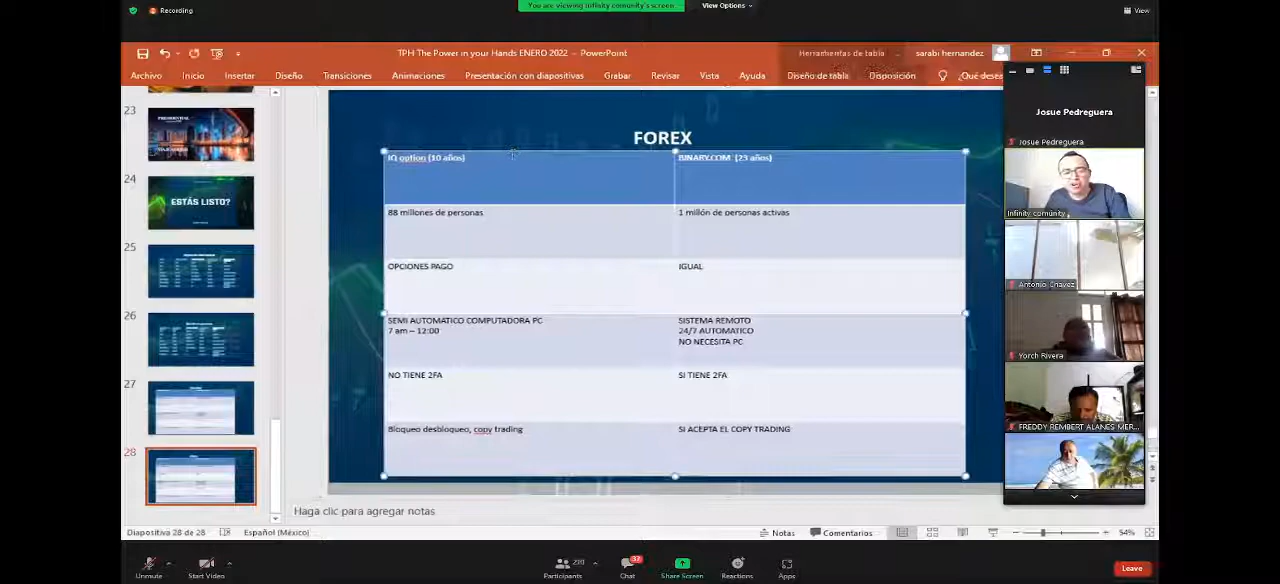 Recording
You are viewing Infinity comunity's screen
View Options
View
TPH The Power in your Hands ENERO 2022 – PowerPoint
Herramientas de tabla
sarabi hernandez
Archivo
Inicio
Insertar
Diseño
Transiciones
Animaciones
Presentación con diapositivas
Grabar
Revisar
Vista
Ayuda
Diseño de tabla
Disposición
¿Qué desea
23
24
ESTÁS LISTO?
25
26
27
28
FOREX
IQ option (10 años)
BINARY.COM (23 años)
88 millones de personas
1 millón de personas activas
OPCIONES PAGO
IGUAL
SEMI AUTOMATICO COMPUTADORA PC
7 am – 12:00
SISTEMA REMOTO
24/7 AUTOMATICO
NO NECESITA PC
NO TIENE 2FA
SI TIENE 2FA
Bloqueo desbloqueo, copy trading
SI ACEPTA EL COPY TRADING
Josue Pedreguera
Josue Pedreguera
Infinity comunity
Antonio Chavez
Yorch Rivera
FREDDY REMBERT ALANES MER...
Haga clic para agregar notas
Diapositiva 28 de 28
Español (México)
Notas
Comentarios
54%
Unmute
Start Video
220
Participants
Chat
Share Screen
Reactions
Apps
Leave